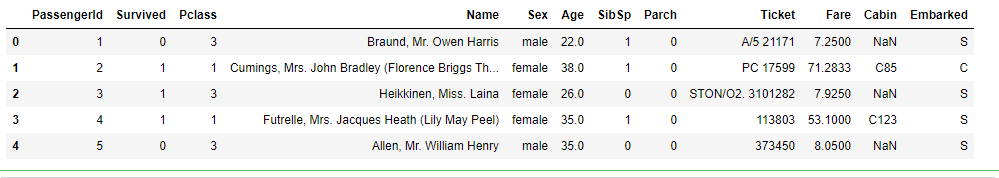 PassengerId Survived Pclass Name Sex Age SibSp Parch Ticket Fare Cabin Embarked
0 1 0 3 Braund, Mr. Owen Harris male 22.0 1 0 A/5 21171 7.2500 NaN S
1 2 1 1 Cumings, Mrs. John Bradley (Florence Briggs Th... female 38.0 1 0 PC 17599 71.2833 C85 C
2 3 1 3 Heikkinen, Miss. Laina female 26.0 0 0 STON/O2. 3101282 7.9250 NaN S
3 4 1 1 Futrelle, Mrs. Jacques Heath (Lily May Peel) female 35.0 1 0 113803 53.1000 C123 S
4 5 0 3 Allen, Mr. William Henry male 35.0 0 0 373450 8.0500 NaN S